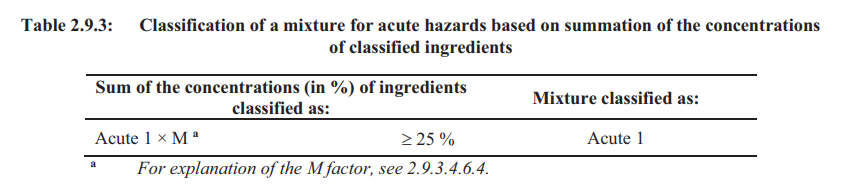 Table 2.9.3: Classification of a mixture for acute hazards based on summation of the concentrations
of classified ingredients
Sum of the concentrations (in %) of ingredients
classified as:
Mixture classified as:
Acute 1 × M ᵃ ≥ 25 % Acute 1
ᵃ For explanation of the M factor, see 2.9.3.4.6.4.